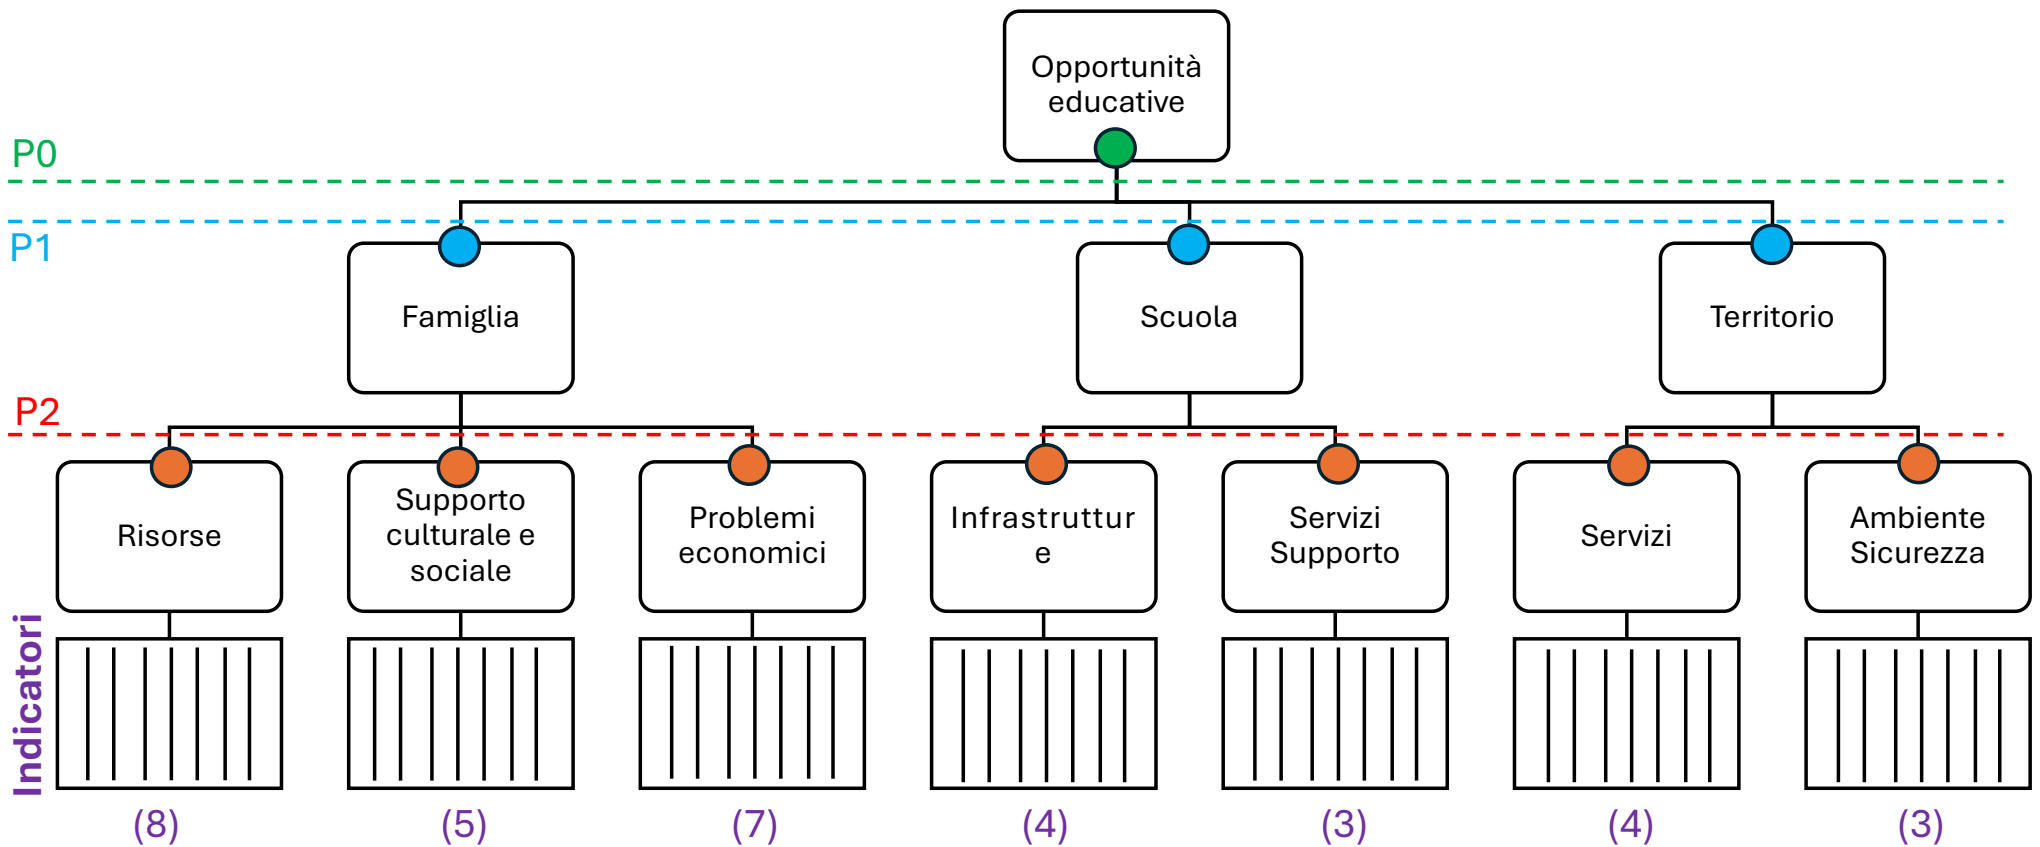 Opportunità
educative
P0
P1
Famiglia
Scuola
Territorio
P2
Risorse
Supporto
culturale e
sociale
Problemi
economici
Infrastruttur
e
Servizi
Supporto
Servizi
Ambiente
Sicurezza
Indicatori
(8)
(5)
(7)
(4)
(3)
(4)
(3)